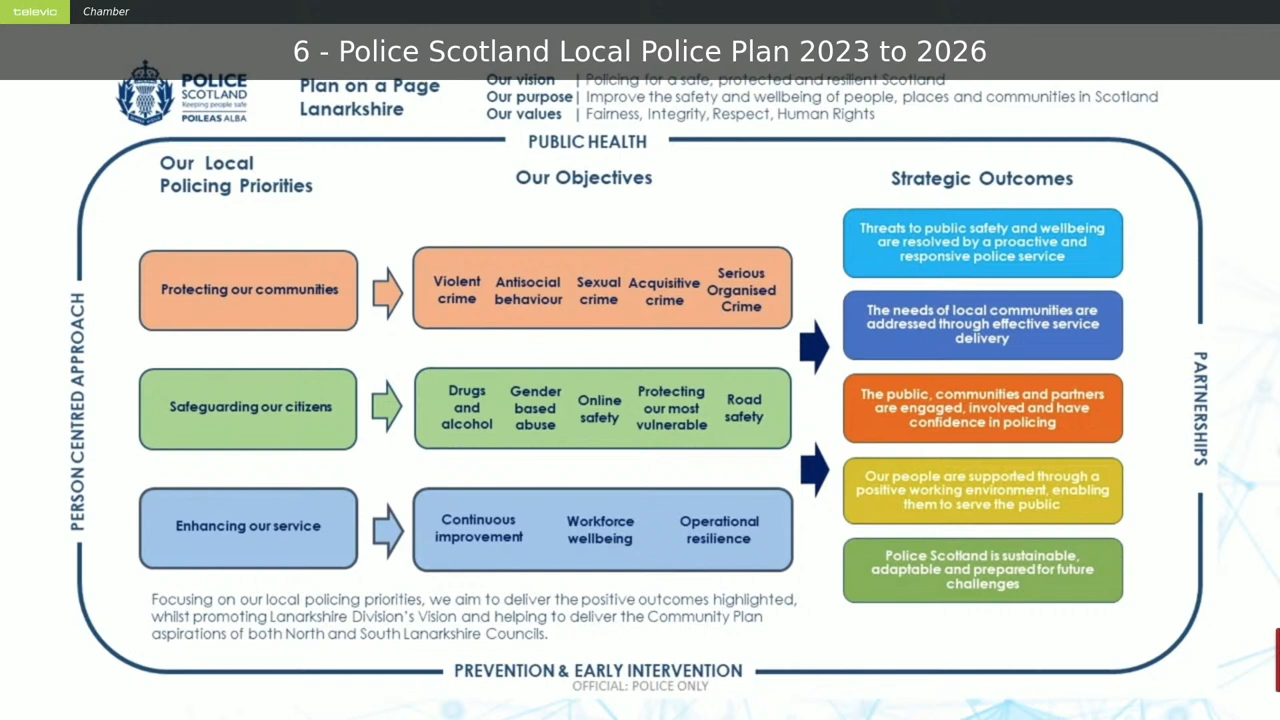 televic
Chamber
6 - Police Scotland Local Police Plan 2023 to 2026
POLICE
SCOTLAND
Keeping people safe
POILEAS ALBA
Plan on a Page
Lanarkshire
Our vision | Policing for a safe, protected and resilient Scotland
Our purpose | Improve the safety and wellbeing of people, places and communities in Scotland
Our values | Fairness, Integrity, Respect, Human Rights
PUBLIC HEALTH
PERSON CENTRED APPROACH
Our Local
Policing Priorities
Our Objectives
Strategic Outcomes
Protecting our communities
Violent
crime
Antisocial
behaviour
Sexual
crime
Acquisitive
crime
Serious
Organised
Crime
Safeguarding our citizens
Drugs
and
alcohol
Gender
based
abuse
Online
safety
Protecting
our most
vulnerable
Road
safety
Enhancing our service
Continuous
improvement
Workforce
wellbeing
Operational
resilience
Threats to public safety and wellbeing
are resolved by a proactive and
responsive police service
The needs of local communities are
addressed through effective service
delivery
The public, communities and partners
are engaged, involved and have
confidence in policing
Our people are supported through a
positive working environment, enabling
them to serve the public
Police Scotland is sustainable,
adaptable and prepared for future
challenges
PARTNERSHIPS
Focusing on our local policing priorities, we aim to deliver the positive outcomes highlighted,
whilst promoting Lanarkshire Division's Vision and helping to deliver the Community Plan
aspirations of both North and South Lanarkshire Councils.
PREVENTION & EARLY INTERVENTION
OFFICIAL: POLICE ONLY